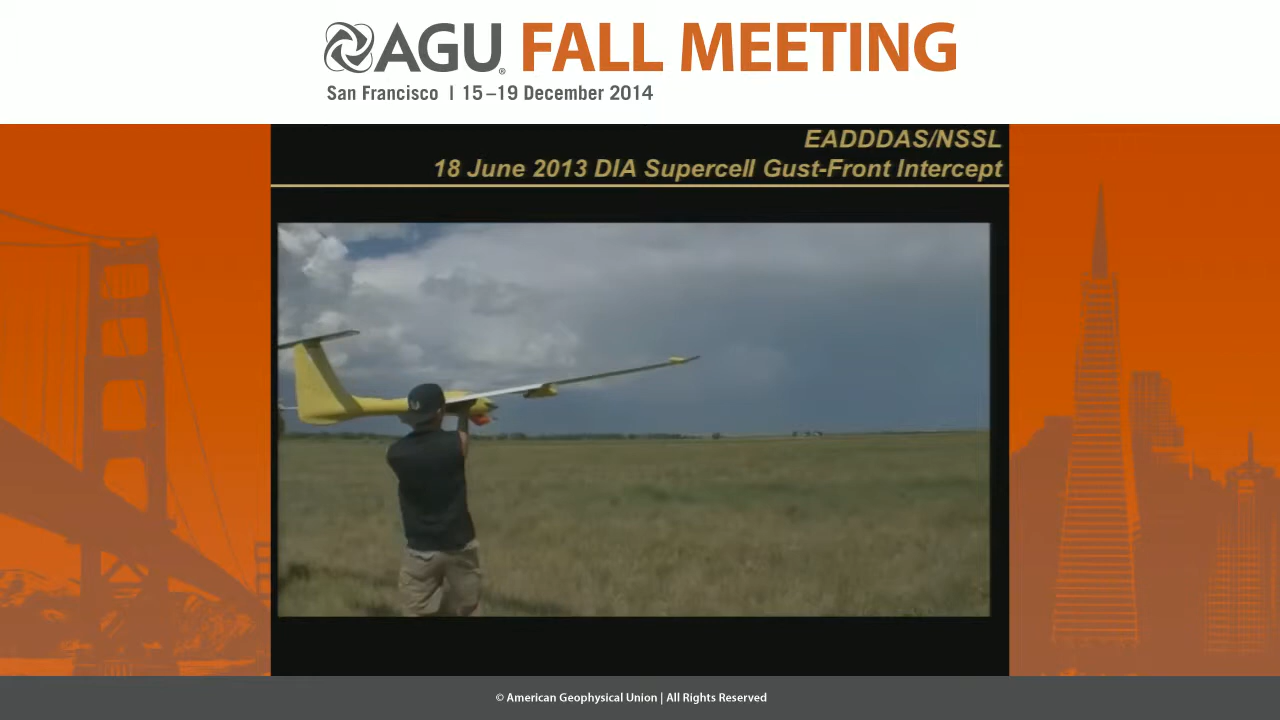 AGU® FALL MEETING
San Francisco | 15–19 December 2014
EADDDAS/NSSL
18 June 2013 DIA Supercell Gust-Front Intercept
© American Geophysical Union | All Rights Reserved